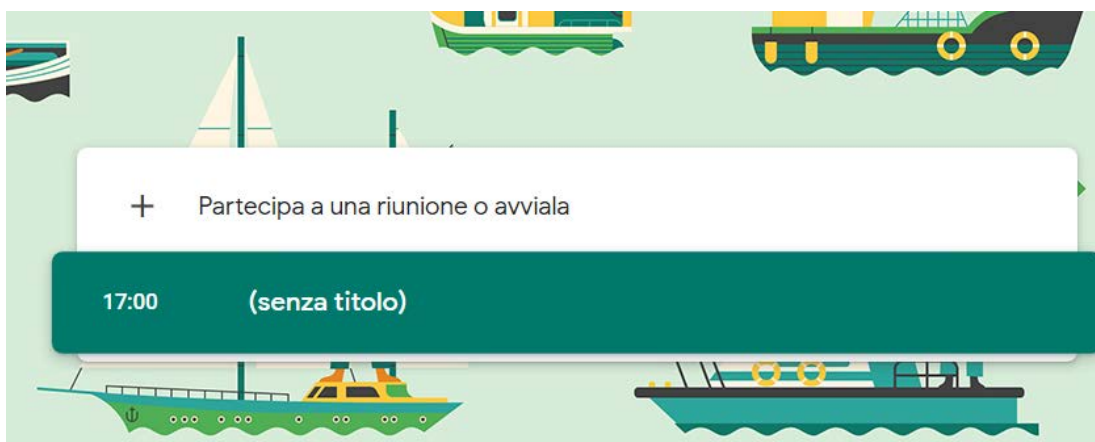 + Partecipa a una riunione o avviala
17:00 (senza titolo)